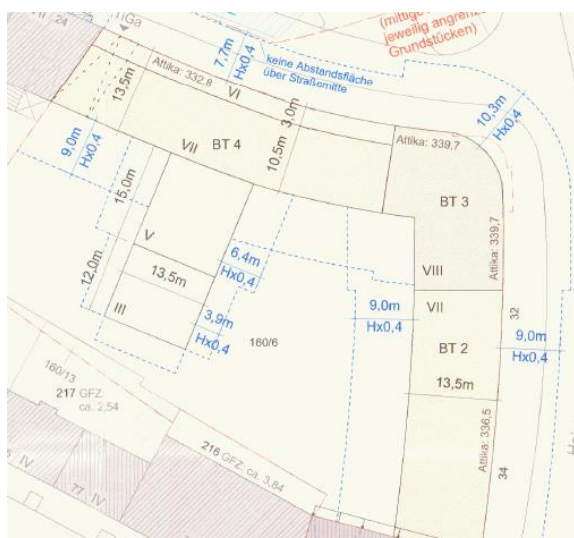 24
TiGa
(mittige
jeweilig angrenz
Grundstücken)
7,7m
Hx0,4
keine Abstandsfläche
über Straßenmitte
Attika: 332,8
VI
13,5m
3,0m
10,3m
Hx0,4
9,0m
Hx0,4
VII
BT 4
10,5m
Attika: 339,7
BT 3
15,0m
V
6,4m
Hx0,4
Attika: 339,7
12,0m
13,5m
VIII
III
3,9m
Hx0,4
9,0m
Hx0,4
VII
32
9,0m
Hx0,4
160/6
BT 2
160/13
217 GFZ:
ca. 2,54
13,5m
Attika: 336,5
216 GFZ: ca. 3,84
34
IV
77 IV